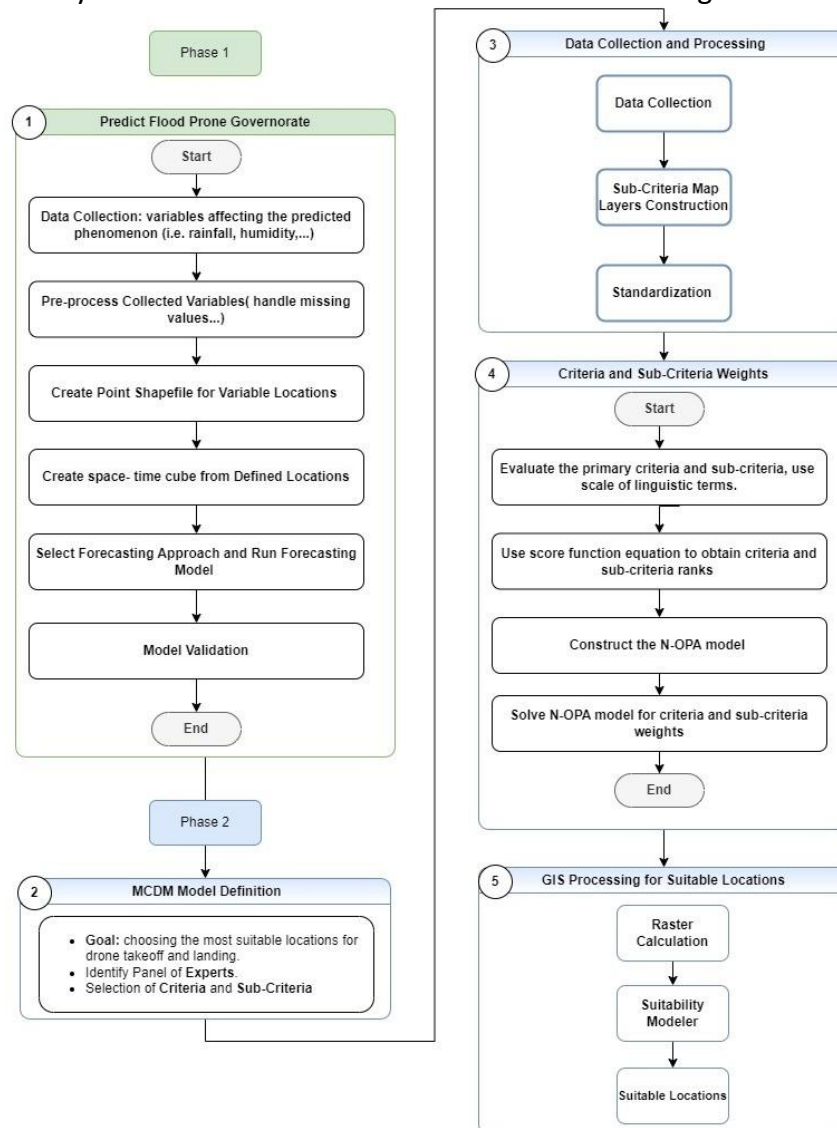 Phase 1
1
Predict Flood Prone Governorate
Start
Data Collection: variables affecting the predicted
phenomenon (i.e. rainfall, humidity,...)
Pre-process Collected Variables( handle missing
values...)
Create Point Shapefile for Variable Locations
Create space- time cube from Defined Locations
Select Forecasting Approach and Run Forecasting
Model
Model Validation
End
Phase 2
2
MCDM Model Definition
• Goal: choosing the most suitable locations for
drone takeoff and landing.
• Identify Panel of Experts.
• Selection of Criteria and Sub-Criteria
3
Data Collection and Processing
Data Collection
Sub-Criteria Map
Layers Construction
Standardization
4
Criteria and Sub-Criteria Weights
Start
Evaluate the primary criteria and sub-criteria, use
scale of linguistic terms.
Use score function equation to obtain criteria and
sub-criteria ranks
Construct the N-OPA model
Solve N-OPA model for criteria and sub-criteria
weights
End
5
GIS Processing for Suitable Locations
Raster
Calculation
Suitability
Modeler
Suitable Locations